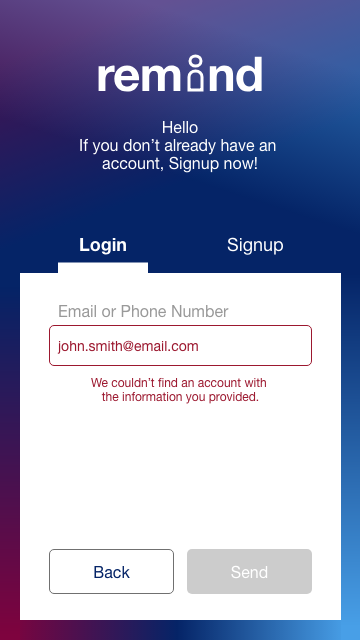 remind
Hello
If you don’t already have an
account, Signup now!
Login
Signup
Email or Phone Number
john.smith@email.com
We couldn’t find an account with
the information you provided.
Back
Send